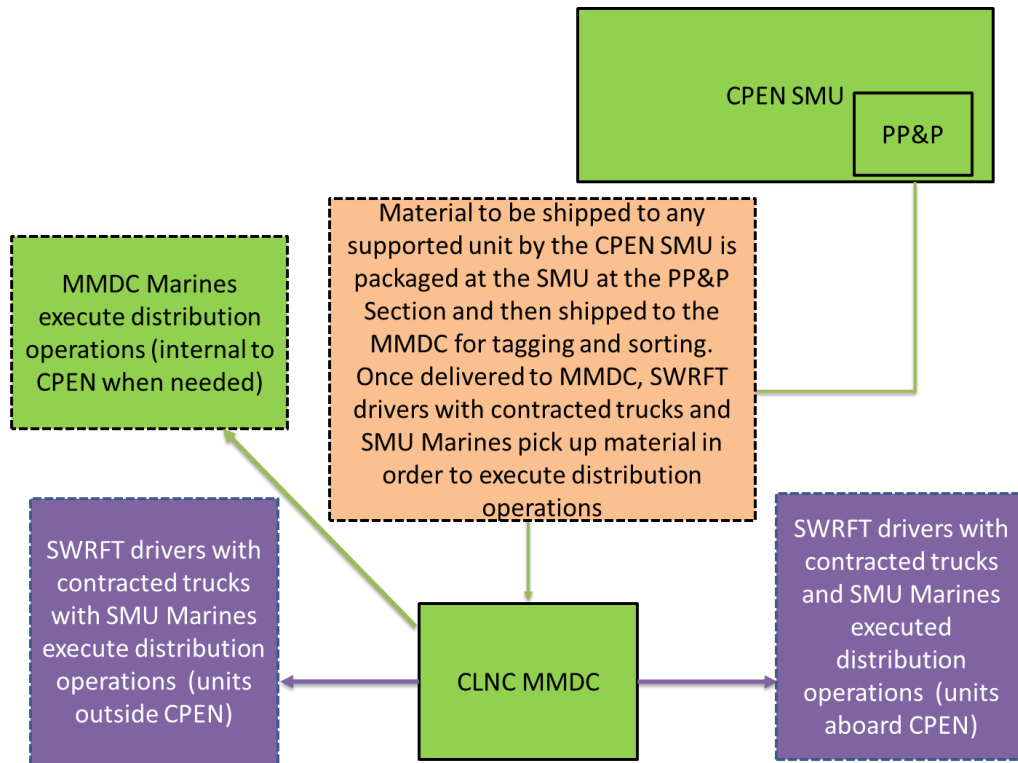 CPEN SMU
PP&P
Material to be shipped to any
supported unit by the CPEN SMU is
packaged at the SMU at the PP&P
Section and then shipped to the
MMDC for tagging and sorting.
Once delivered to MMDC, SWRFT
drivers with contracted trucks and
SMU Marines pick up material in
order to execute distribution
operations
MMDC Marines
execute distribution
operations (internal to
CPEN when needed)
SWRFT drivers with
contracted trucks
with SMU Marines
execute distribution
operations  (units
outside CPEN)
CLNC MMDC
SWRFT drivers with
contracted trucks
and SMU Marines
executed
distribution
operations  (units
aboard CPEN)